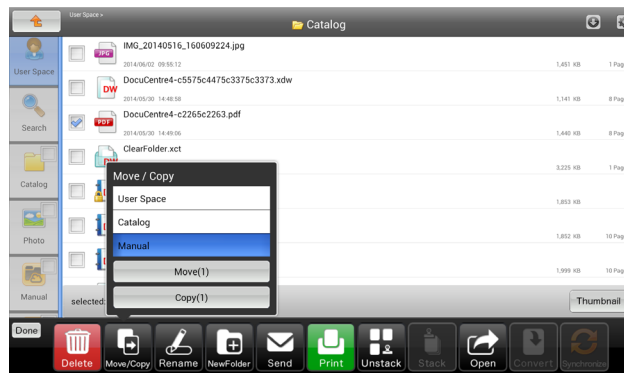 User Space >
Catalog
User Space
Search
Catalog
Photo
Manual
JPG
IMG_20140516_160609224.jpg
2014/06/02 09:55:12
1,451 KB
1 Pag
DW
DocuCentre4-c5575c4475c3375c3373.xdw
2014/05/30 14:48:58
1,141 KB
8 Pag
PDF
DocuCentre4-c2265c2263.pdf
2014/05/30 14:49:06
1,440 KB
8 Pag
ClearFolder.xct
3,225 KB
1 Pag
1,853 KB
1,852 KB
10 Pag
1,999 KB
10 Pag
Move / Copy
User Space
Catalog
Manual
Move(1)
Copy(1)
selected:
Thumbnail
Done
Delete
Move/Copy
Rename
NewFolder
Send
Print
Unstack
Stack
Open
Convert
Synchronize